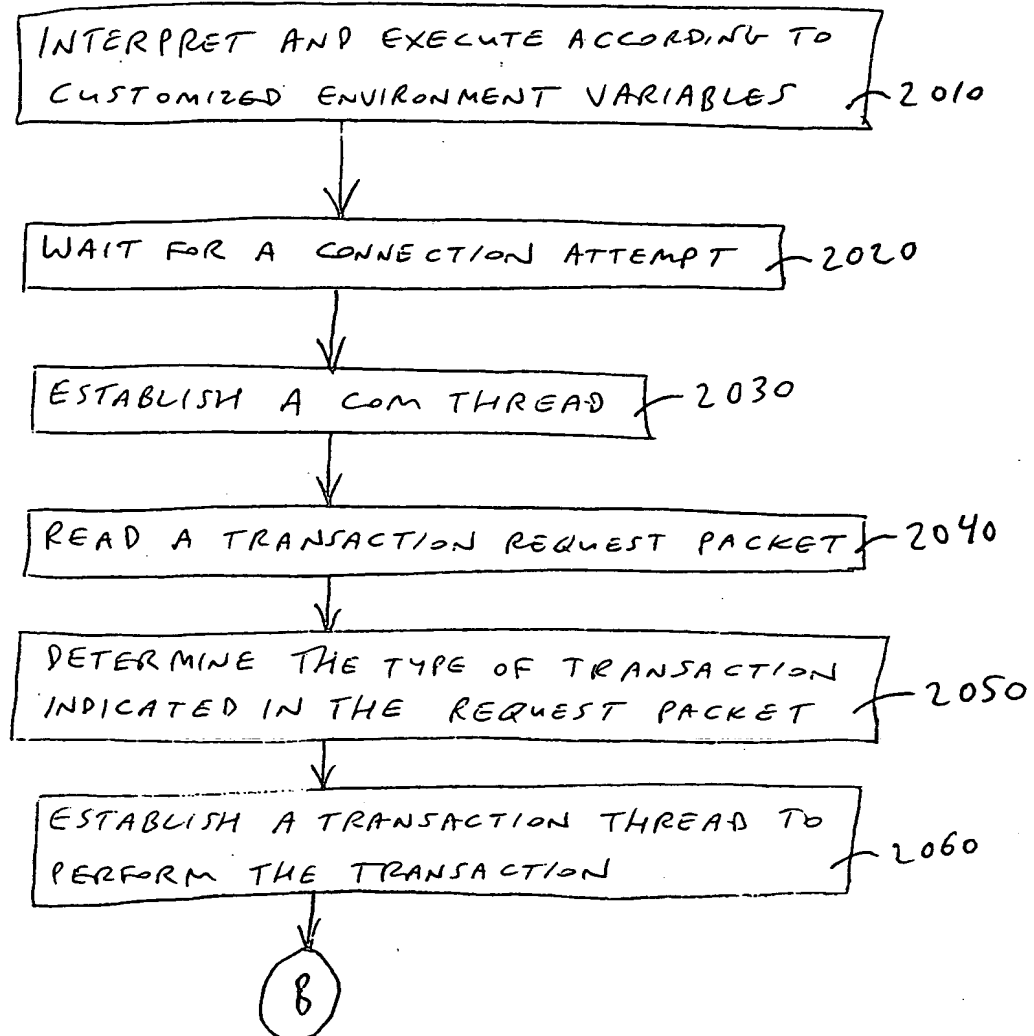 INTERPRET AND EXECUTE ACCORDING TO
CUSTOMIZED ENVIRONMENT VARIABLES 2010
WAIT FOR A CONNECTION ATTEMPT 2020
ESTABLISH A COM THREAD 2030
READ A TRANSACTION REQUEST PACKET 2040
DETERMINE THE TYPE OF TRANSACTION
INDICATED IN THE REQUEST PACKET 2050
ESTABLISH A TRANSACTION THREAD TO
PERFORM THE TRANSACTION 2060
B